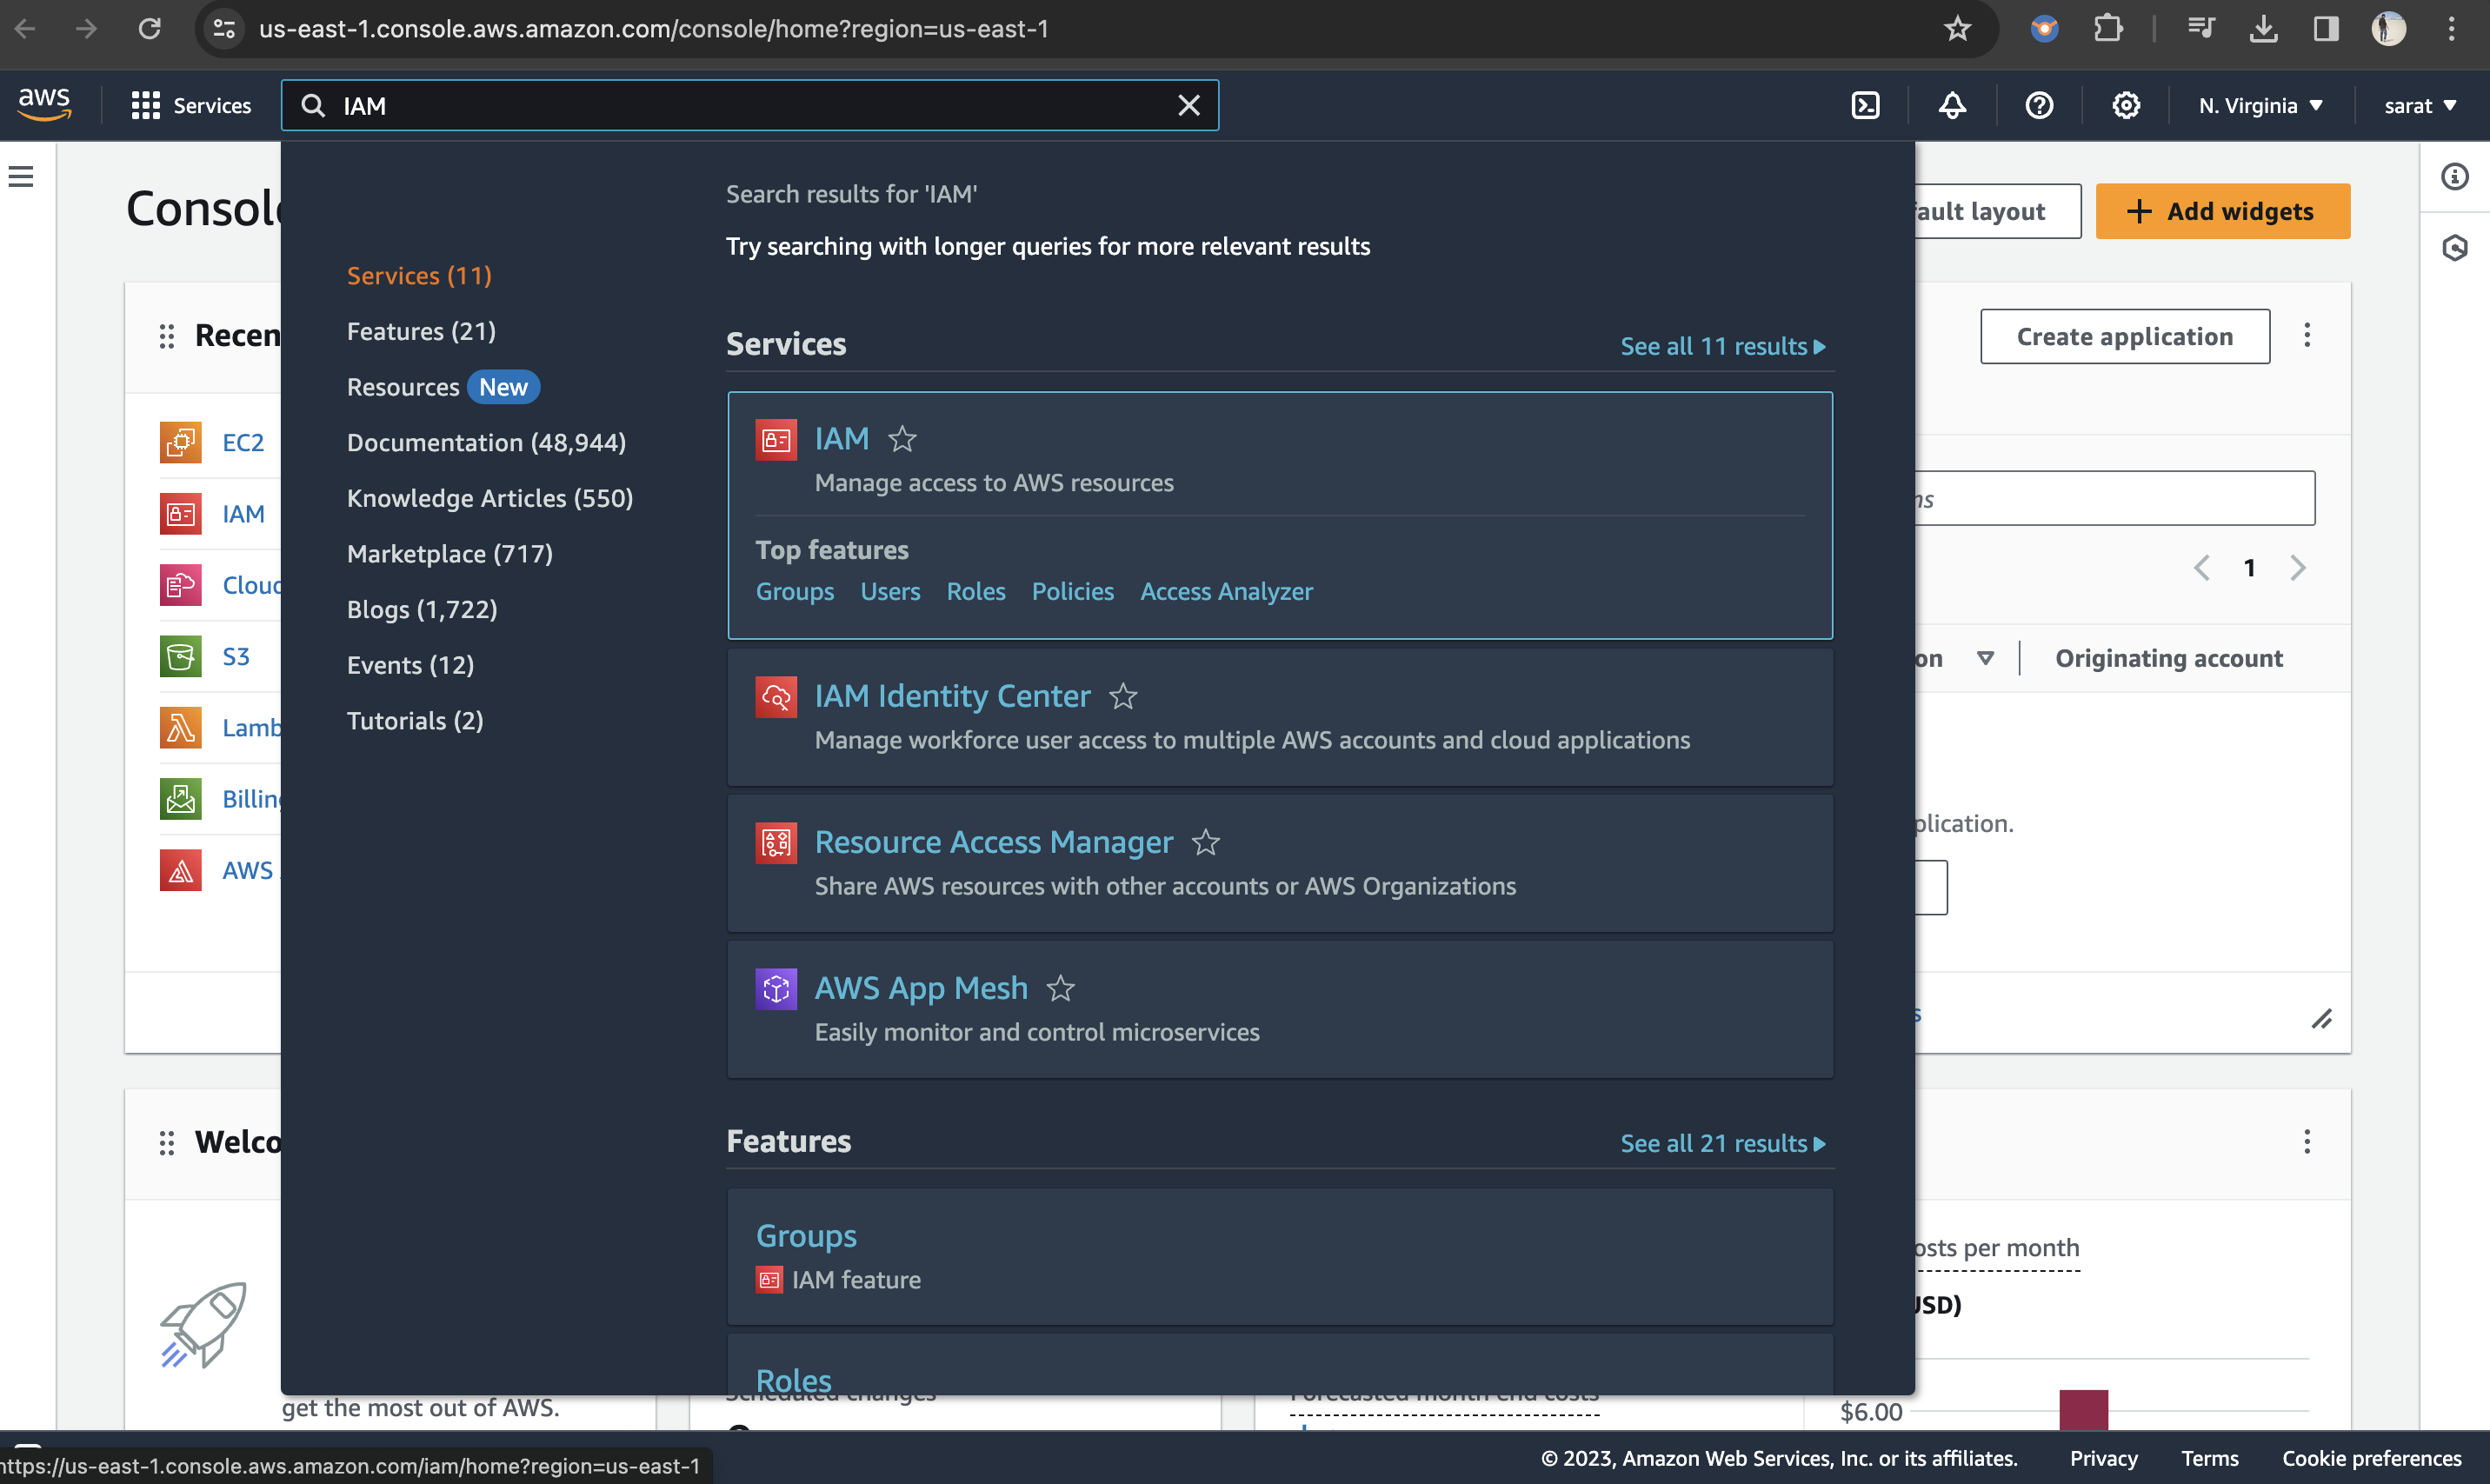 us-east-1.console.aws.amazon.com/console/home?region=us-east-1
aws
Services
IAM
N. Virginia
sarat
Search results for 'IAM'
Try searching with longer queries for more relevant results
Services (11)
Features (21)
Resources New
Documentation (48,944)
Knowledge Articles (550)
Marketplace (717)
Blogs (1,722)
Events (12)
Tutorials (2)
Services
See all 11 results
IAM
Manage access to AWS resources
Top features
Groups Users Roles Policies Access Analyzer
IAM Identity Center
Manage workforce user access to multiple AWS accounts and cloud applications
Resource Access Manager
Share AWS resources with other accounts or AWS Organizations
AWS App Mesh
Easily monitor and control microservices
Features
See all 21 results
Groups
IAM feature
Roles
Consol
Recen
EC2
IAM
Cloud
S3
Lamb
Billin
AWS
Welco
get the most out of AWS.
Scheduled changes
Forecasted month end costs
ault layout
Add widgets
Create application
ns
1
on
Originating account
plication.
s
osts per month
USD)
$6.00
https://us-east-1.console.aws.amazon.com/iam/home?region=us-east-1
© 2023, Amazon Web Services, Inc. or its affiliates.
Privacy
Terms
Cookie preferences